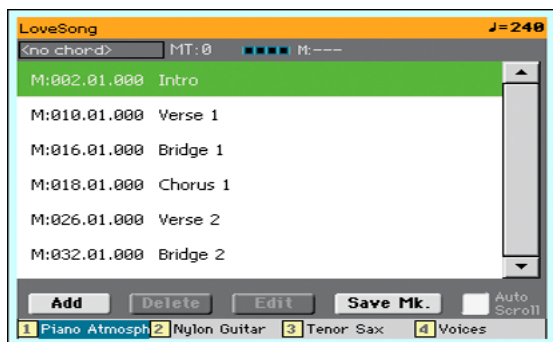 LoveSong ♩=240
<no chord> MT:0 M:---
M:002.01.000 Intro
M:010.01.000 Verse 1
M:016.01.000 Bridge 1
M:018.01.000 Chorus 1
M:026.01.000 Verse 2
M:032.01.000 Bridge 2
Add Delete Edit Save Mk. Auto Scroll
1 Piano Atmosph 2 Nylon Guitar 3 Tenor Sax 4 Voices